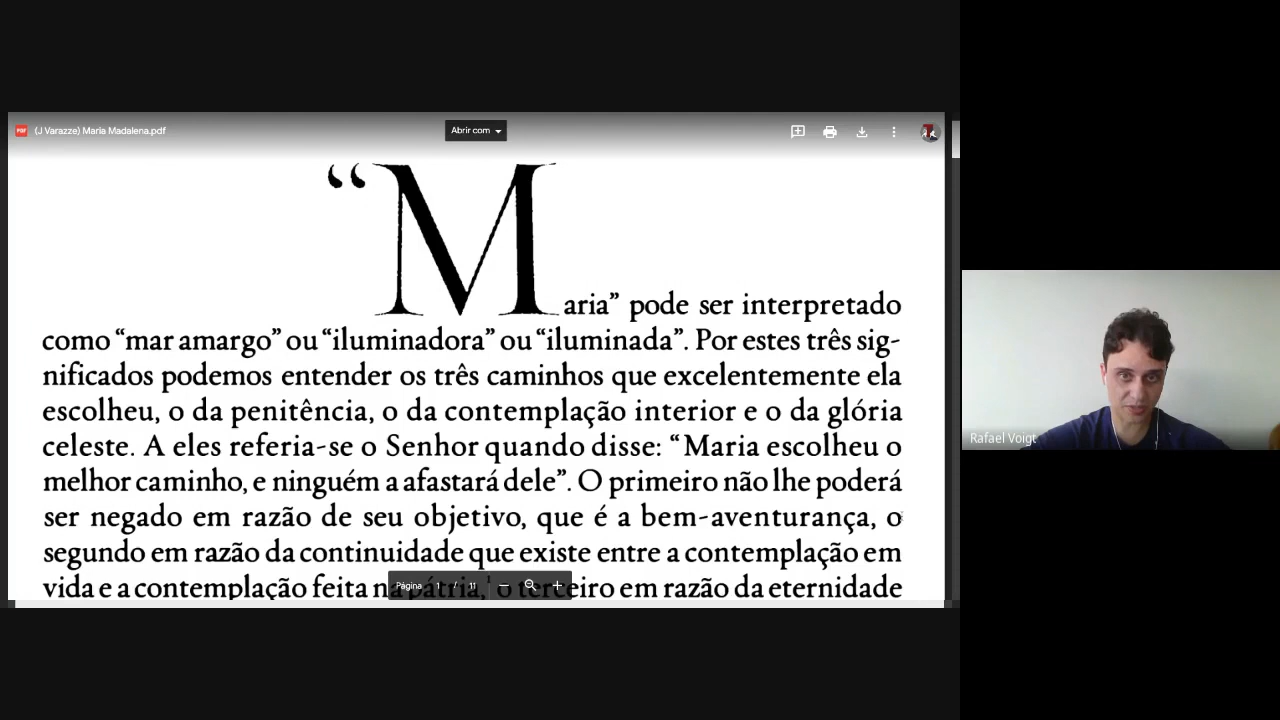 PDF (J Varazze) Maria Madalena.pdf
Abrir com
“Maria” pode ser interpretado
como “mar amargo” ou “iluminadora” ou “iluminada”. Por estes três sig-
nificados podemos entender os três caminhos que excelentemente ela
escolheu, o da penitência, o da contemplação interior e o da glória
celeste. A eles referia-se o Senhor quando disse: “Maria escolheu o
melhor caminho, e ninguém a afastará dele”. O primeiro não lhe poderá
ser negado em razão de seu objetivo, que é a bem-aventurança, o
segundo em razão da continuidade que existe entre a contemplação em
vida e a contemplação feita na pátria,¹ o terceiro em razão da eternidade
Página 1 / 11
Rafael Voigt